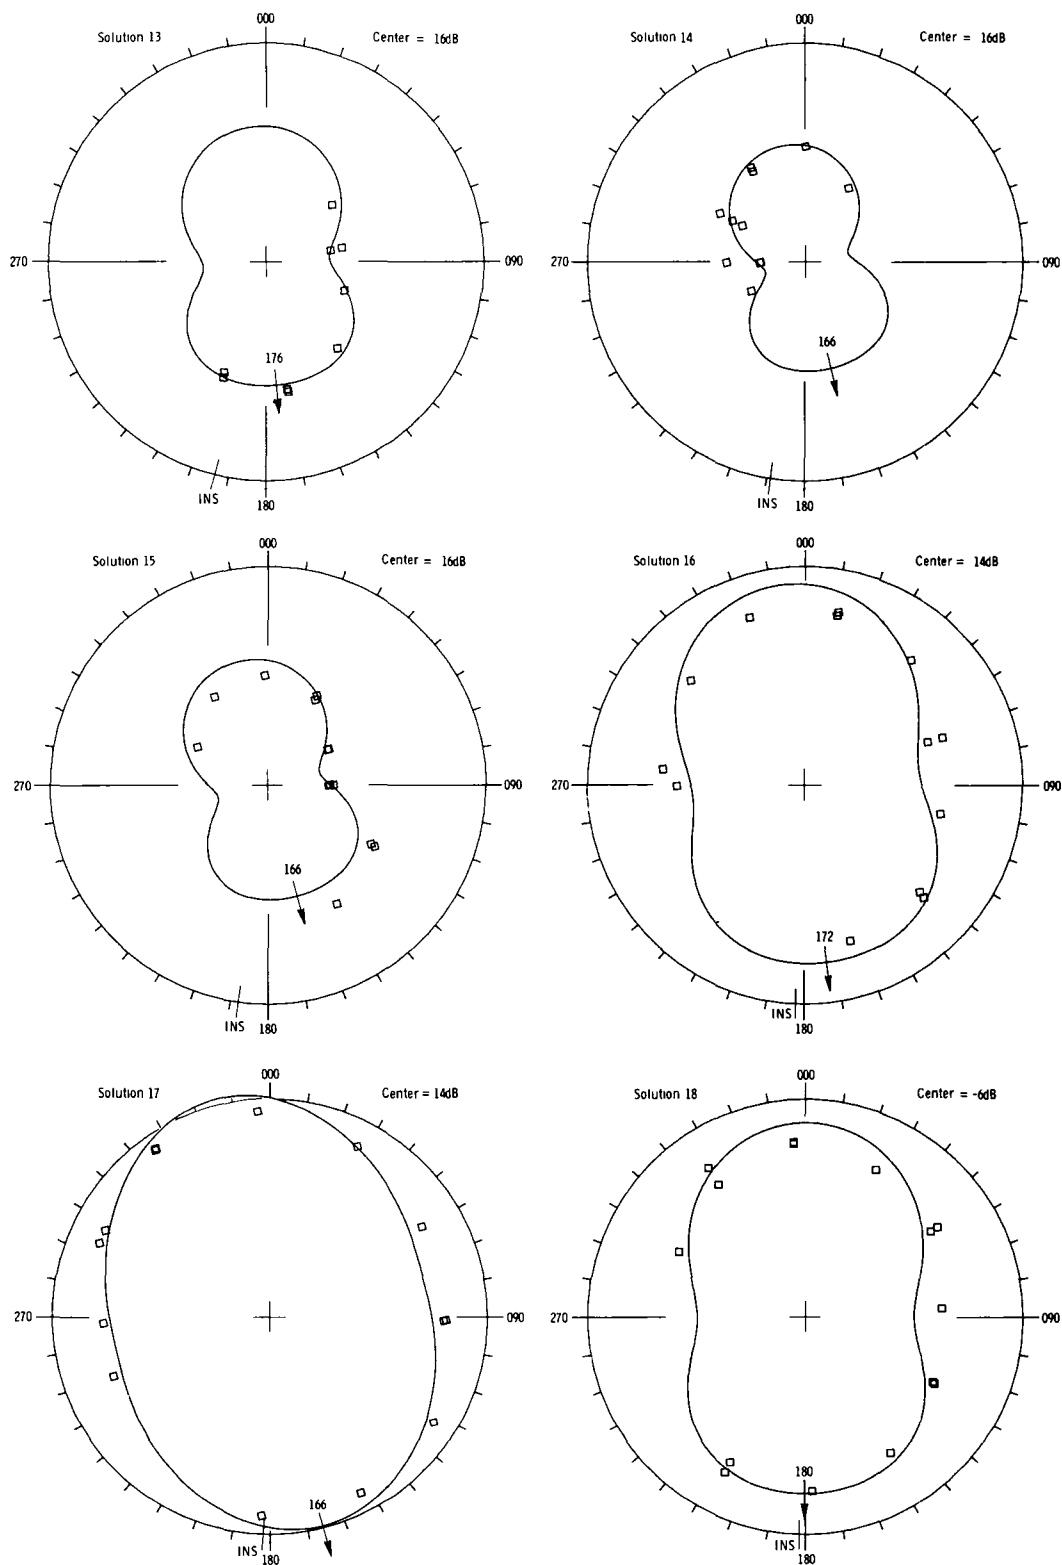 000
Solution 13
Center = 16dB
270
090
176
INS
180
000
Solution 14
Center = 16dB
270
090
166
INS
180
000
Solution 15
Center = 16dB
270
090
166
INS
180
000
Solution 16
Center = 14dB
270
090
172
INS
180
000
Solution 17
Center = 14dB
270
090
166
INS
180
000
Solution 18
Center = -6dB
270
090
180
INS
180